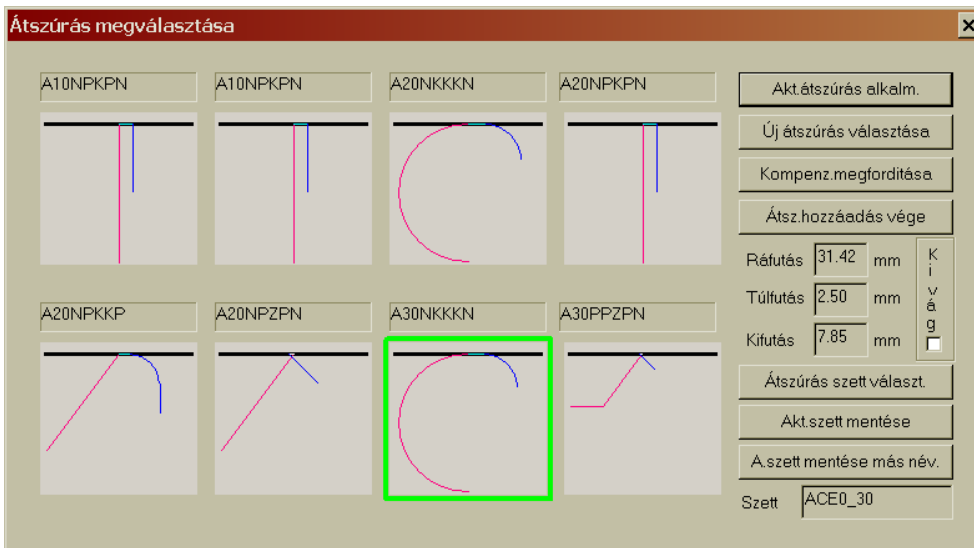 Átszúrás megválasztása
A10NPKPN
A10NPKPN
A20NKKKN
A20NPKPN
A20NPKKP
A20NPZPN
A30NKKKN
A30PPZPN
Akt.átszúrás alkalm.
Új átszúrás választása
Kompenz.megforditása
Átsz.hozzáadás vége
Ráfutás 31.42 mm
Túlfutás 2.50 mm
Kifutás 7.85 mm
Kivág
Átszúrás szett választ.
Akt.szett mentése
A.szett mentése más név.
Szett ACE0_30